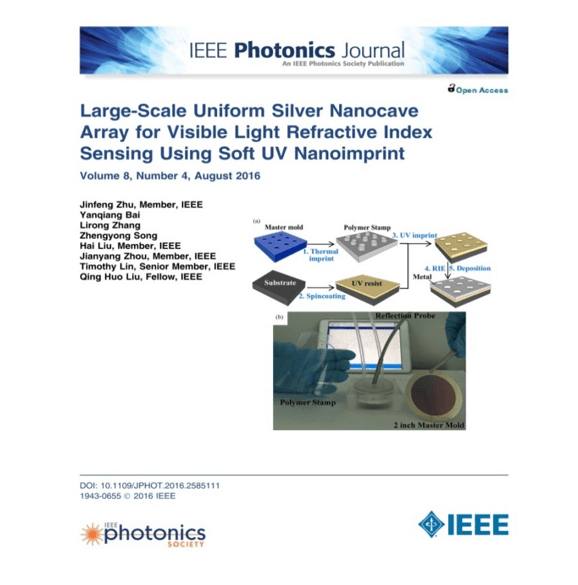 IEEE Photonics Journal
An IEEE Photonics Society Publication
Open Access
Large-Scale Uniform Silver Nanocave
Array for Visible Light Refractive Index
Sensing Using Soft UV Nanoimprint
Volume 8, Number 4, August 2016
Jinfeng Zhu, Member, IEEE
Yanqiang Bai
Lirong Zhang
Zhengyong Song
Hai Liu, Member, IEEE
Jianyang Zhou, Member, IEEE
Timothy Lin, Senior Member, IEEE
Qing Huo Liu, Fellow, IEEE
(a)
Master mold
Polymer Stamp
3. UV imprint
1. Thermal
imprint
4. RIE
5. Deposition
Metal
Substrate
UV resist
2. Spincoating
(b)
Reflection Probe
Polymer Stamp
2 inch Master Mold
DOI: 10.1109/JPHOT.2016.2585111
1943-0655 © 2016 IEEE
IEEE
photonics
SOCIETY
IEEE